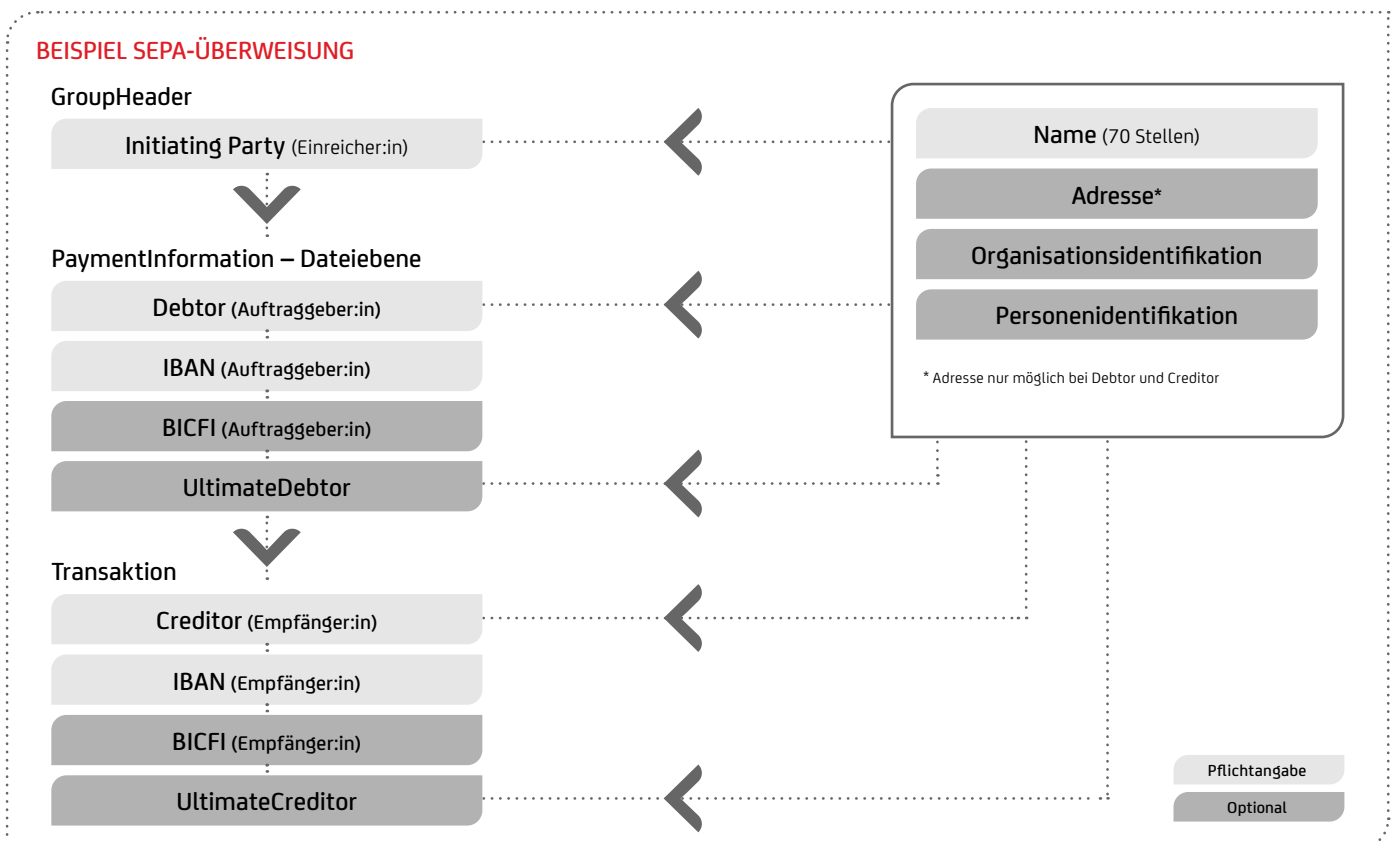 BEISPIEL SEPA-ÜBERWEISUNG
GroupHeader
Initiating Party (Einreicher:in)
PaymentInformation – Dateiebene
Debtor (Auftraggeber:in)
IBAN (Auftraggeber:in)
BICFI (Auftraggeber:in)
UltimateDebtor
Transaktion
Creditor (Empfänger:in)
IBAN (Empfänger:in)
BICFI (Empfänger:in)
UltimateCreditor
Name (70 Stellen)
Adresse*
Organisationsidentifikation
Personenidentifikation
* Adresse nur möglich bei Debtor und Creditor
Pflichtangabe
Optional